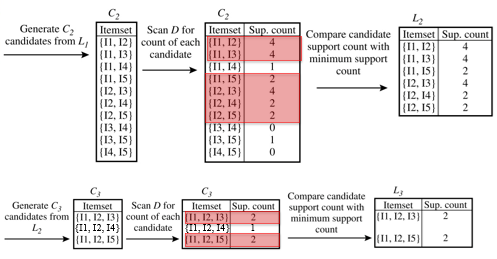 Generate C2
candidates from L1
C2
Itemset
{I1, I2}
{I1, I3}
{I1, I4}
{I1, I5}
{I2, I3}
{I2, I4}
{I2, I5}
{I3, I4}
{I3, I5}
{I4, I5}
Scan D for
count of each
candidate
C2
Itemset Sup. count
{I1, I2} 4
{I1, I3} 4
{I1, I4} 1
{I1, I5} 2
{I2, I3} 4
{I2, I4} 2
{I2, I5} 2
{I3, I4} 0
{I3, I5} 1
{I4, I5} 0
Compare candidate
support count with
minimum support
count
L2
Itemset Sup. count
{I1, I2} 4
{I1, I3} 4
{I1, I5} 2
{I2, I3} 4
{I2, I4} 2
{I2, I5} 2
Generate C3
candidates from
L2
C3
Itemset
{I1, I2, I3}
{I1, I2, I4}
{I1, I2, I5}
Scan D for
count of each
candidate
C3
Itemset Sup. count
{I1, I2, I3} 2
{I1, I2, I4} 1
{I1, I2, I5} 2
Compare candidate
support count with
minimum support
count
L3
Itemset Sup. count
{I1, I2, I3} 2
{I1, I2, I5} 2